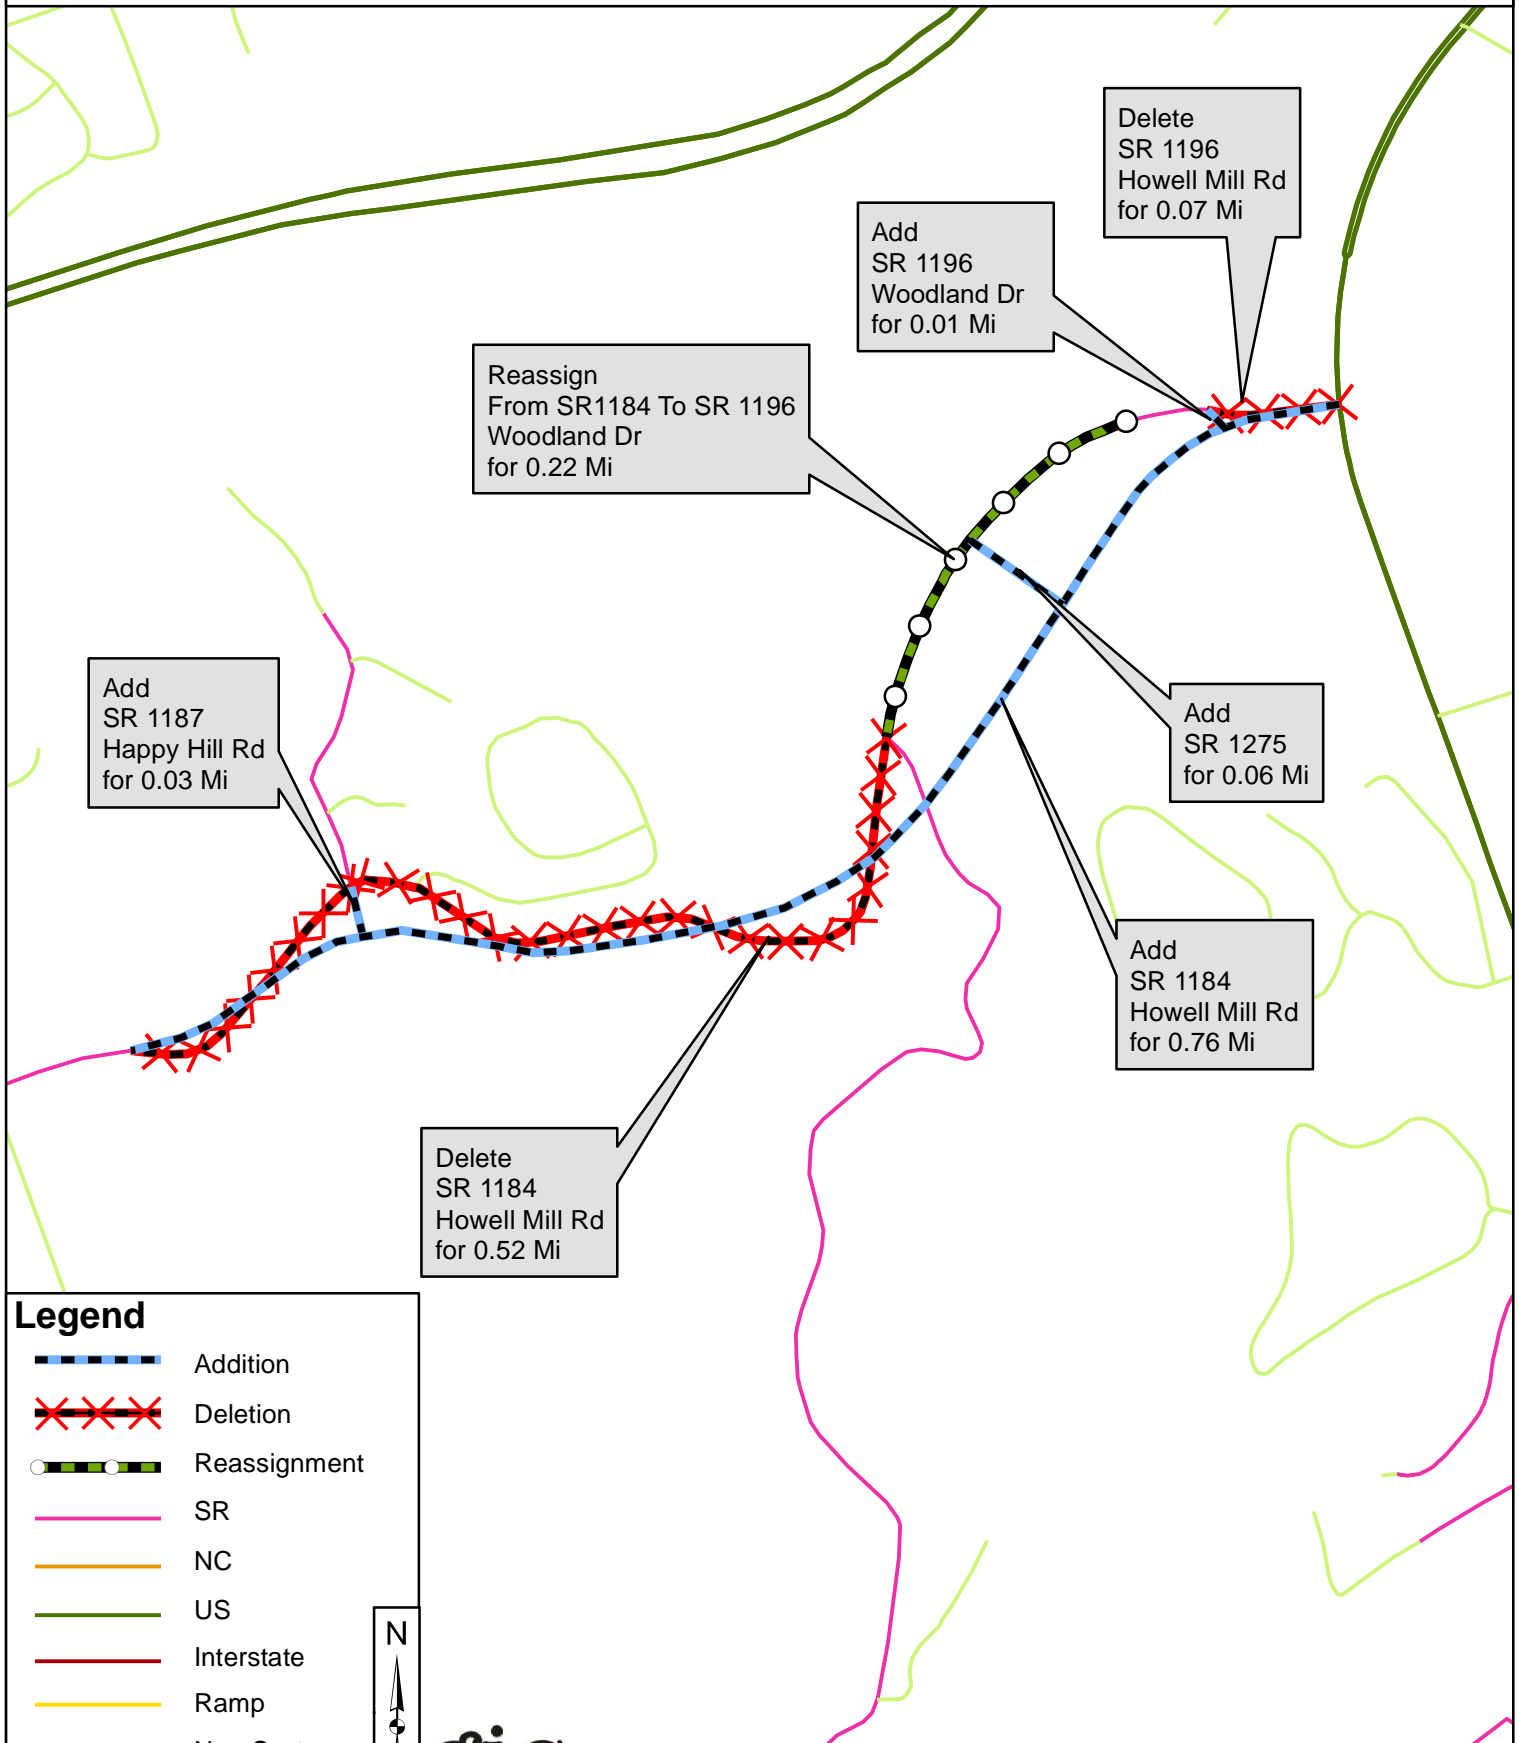 Delete
SR 1196
Howell Mill Rd
for 0.07 Mi
Add
SR 1196
Woodland Dr
for 0.01 Mi
Reassign
From SR1184 To SR 1196
Woodland Dr
for 0.22 Mi
Add
SR 1187
Happy Hill Rd
for 0.03 Mi
Add
SR 1275
for 0.06 Mi
Add
SR 1184
Howell Mill Rd
for 0.76 Mi
Delete
SR 1184
Howell Mill Rd
for 0.52 Mi
Legend
Addition
Deletion
Reassignment
SR
NC
US
Interstate
Ramp
N